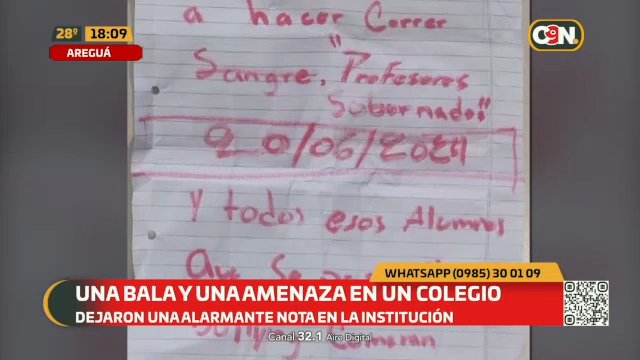 a hacer Correr
Sangre, "Profesores
Sobornados"
20/06/2024
Y todos esos Alumnos
Que Se
Bullying
28º 18:09
AREGUÁ
C9N
WHATSAPP (0985) 30 01 09
UNA BALA Y UNA AMENAZA EN UN COLEGIO
DEJARON UNA ALARMANTE NOTA EN LA INSTITUCIÓN
Canal 32.1 Aire Digital